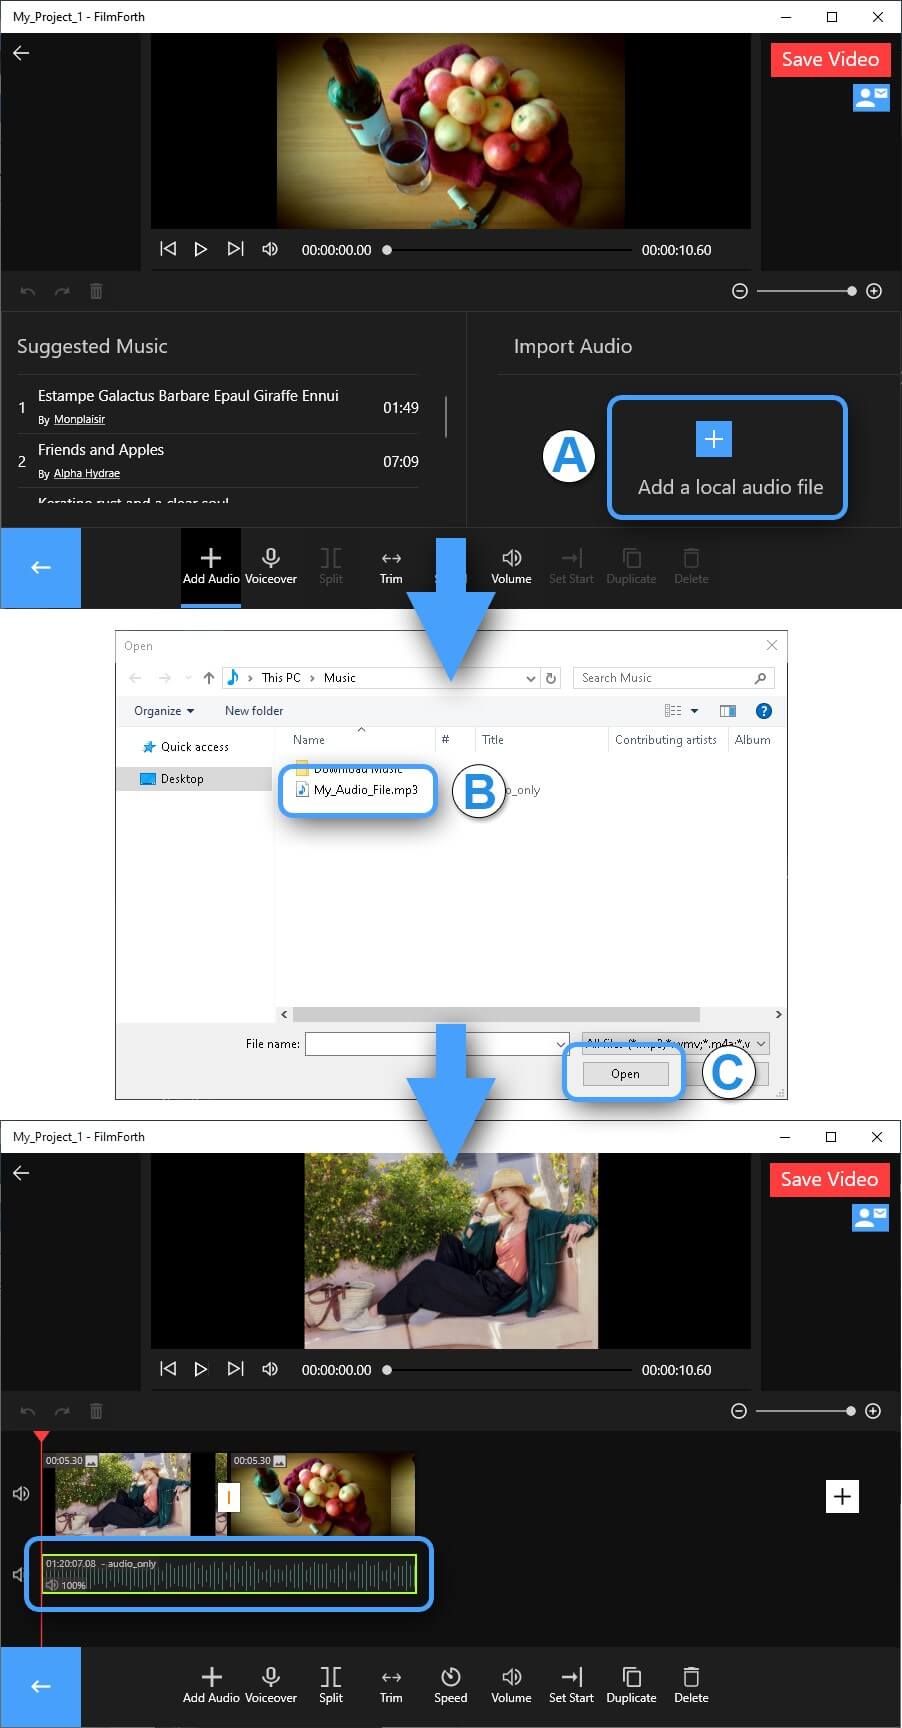 My_Project_1 - FilmForth
Save Video
00:00:00.00
00:00:10.60
Suggested Music
Import Audio
1
Estampe Galactus Barbare Epaul Giraffe Ennui
By Monplaisir
01:49
2
Friends and Apples
By Alpha Hydrae
07:09
Keratino rust and a clear soul
A
Add a local audio file
Add Audio Voiceover Split Trim Volume Set Start Duplicate Delete
Open
This PC > Music
Search Music
Organize New folder
Name # Title Contributing artists Album
Quick access
Desktop
Download Music
My_Audio_File.mp3
B
o_only
File name:
All files (*.mp3;*.wmv;*.m4a;*.v
Open
C
My_Project_1 - FilmForth
Save Video
00:00:00.00
00:00:10.60
00:05.30
00:05.30
01:20:07.08 - audio_only
100%
Add Audio Voiceover Split Trim Speed Volume Set Start Duplicate Delete